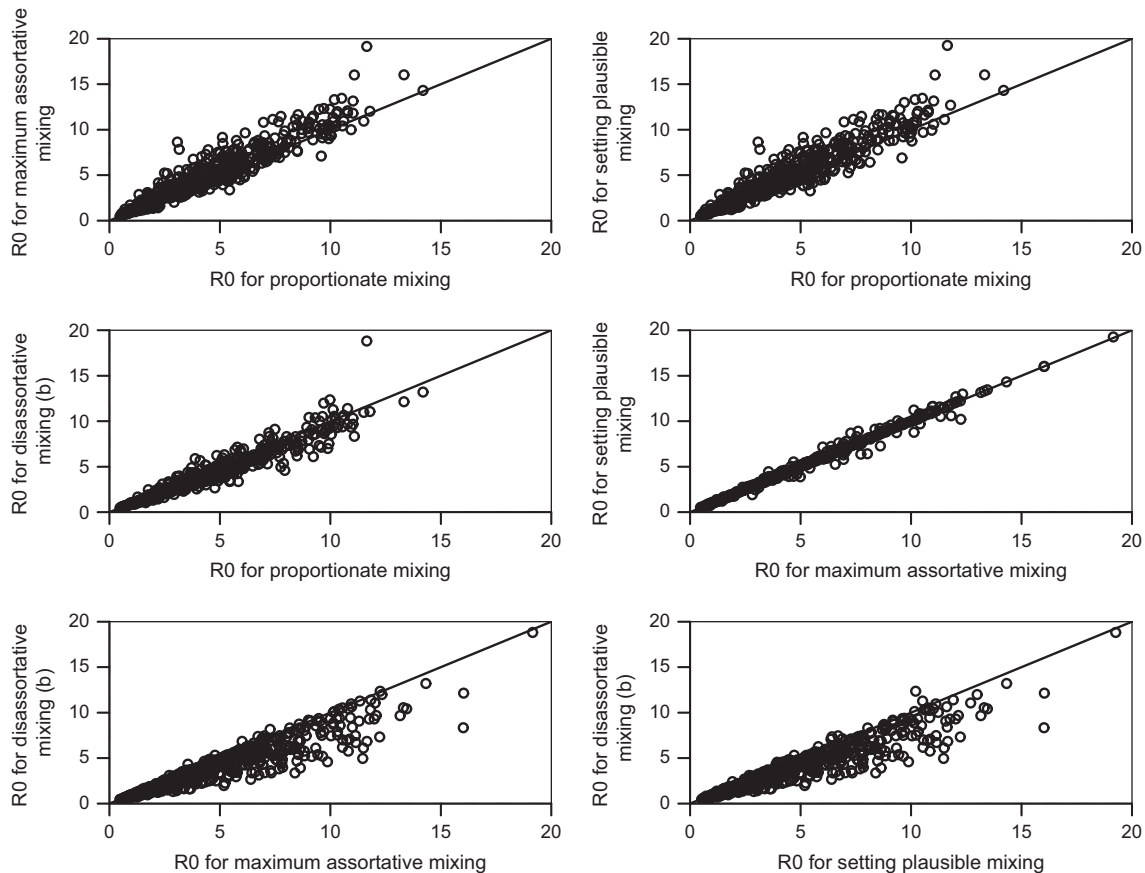 R0 for maximum assortative
mixing
20
15
10
5
0
0 5 10 15 20
R0 for proportionate mixing
R0 for setting plausible
mixing
20
15
10
5
0
0 5 10 15 20
R0 for proportionate mixing
R0 for disassortative
mixing (b)
20
15
10
5
0
0 5 10 15 20
R0 for proportionate mixing
R0 for setting plausible
mixing
20
15
10
5
0
0 5 10 15 20
R0 for maximum assortative mixing
R0 for disassortative
mixing (b)
20
15
10
5
0
0 5 10 15 20
R0 for maximum assortative mixing
R0 for disassortative
mixing (b)
20
15
10
5
0
0 5 10 15 20
R0 for setting plausible mixing